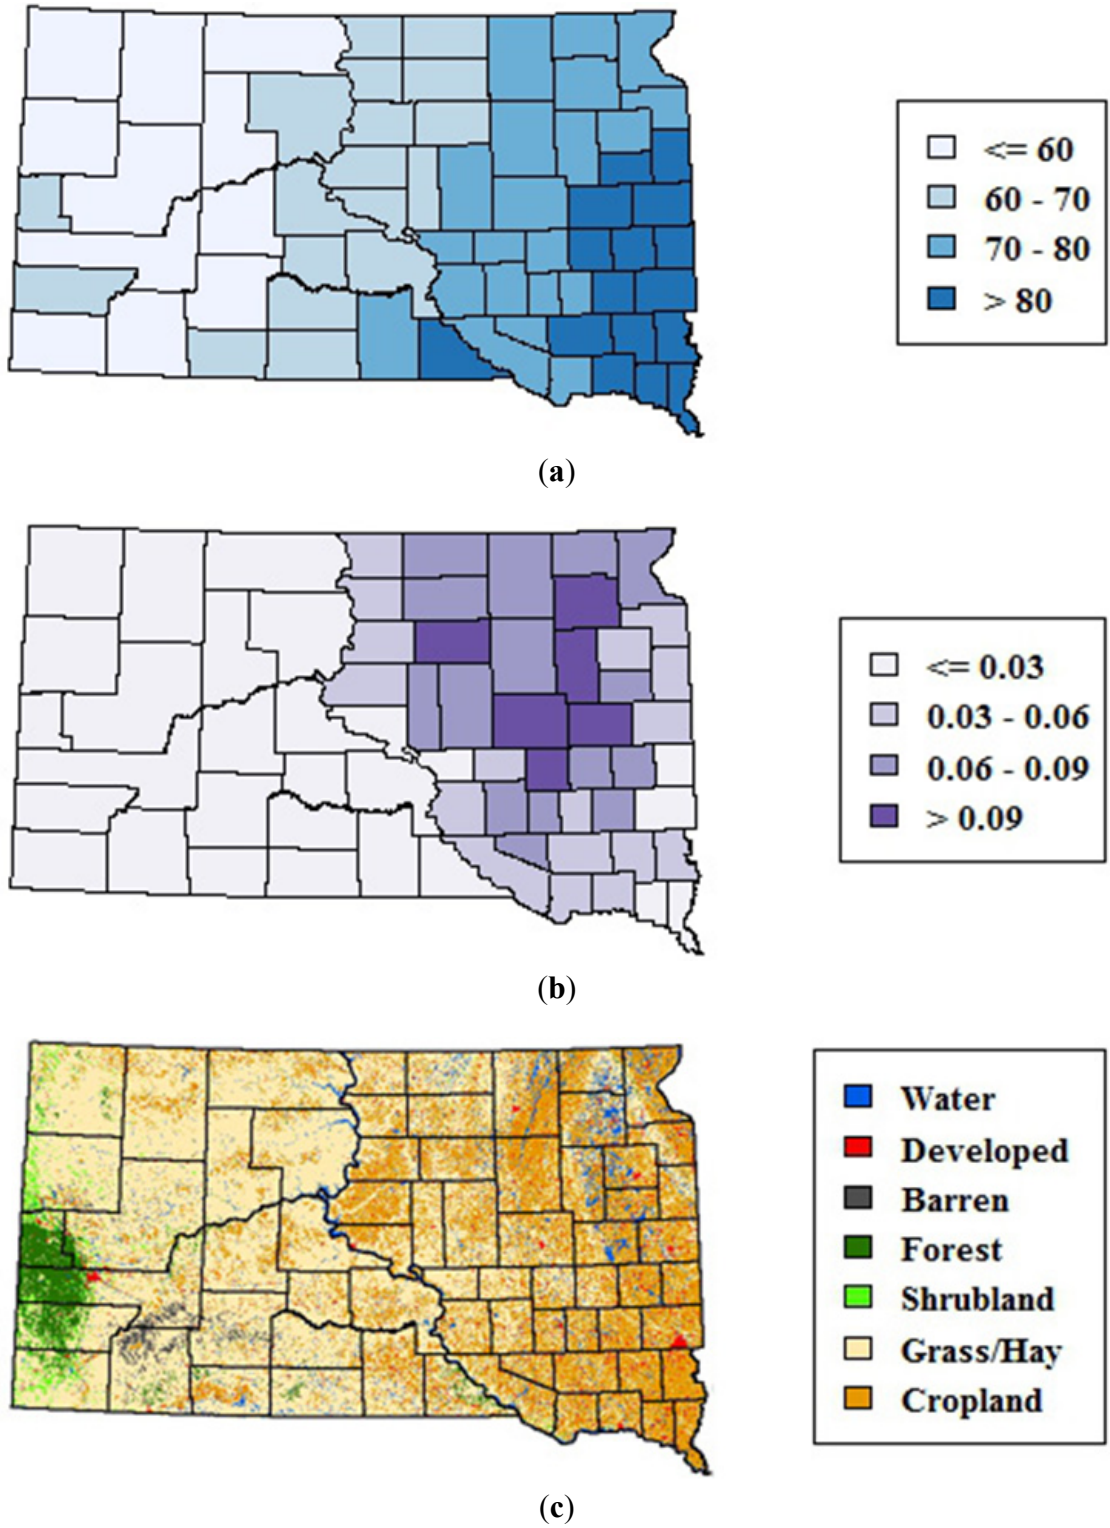 <= 60
60 - 70
70 - 80
> 80
(a)
<= 0.03
0.03 - 0.06
0.06 - 0.09
> 0.09
(b)
Water
Developed
Barren
Forest
Shrubland
Grass/Hay
Cropland
(c)